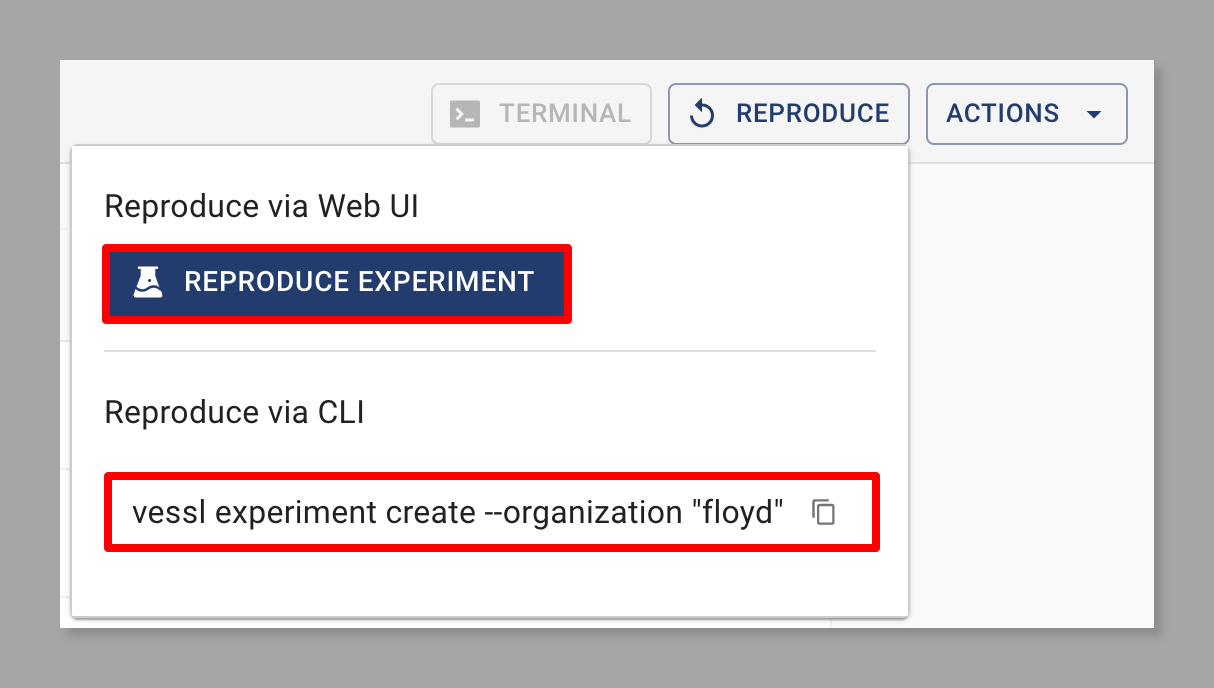 TERMINAL REPRODUCE ACTIONS
Reproduce via Web UI
REPRODUCE EXPERIMENT
Reproduce via CLI
vessl experiment create --organization "floyd"